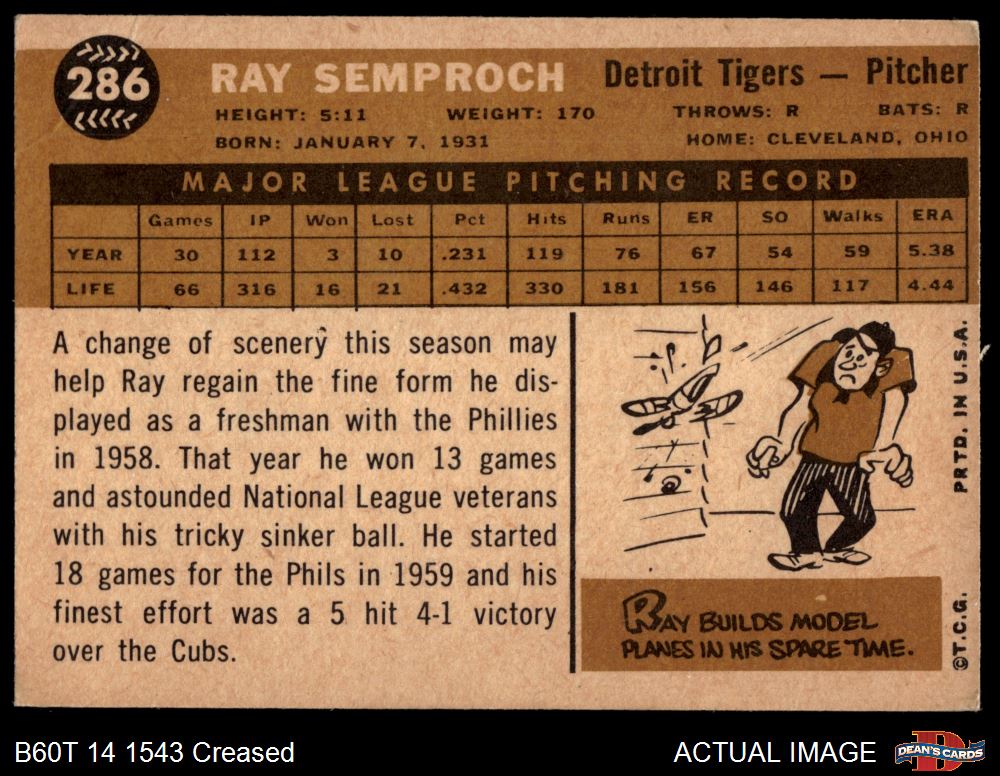 286
RAY SEMPROCH Detroit Tigers — Pitcher
HEIGHT: 5:11 WEIGHT: 170 THROWS: R BATS: R
BORN: JANUARY 7, 1931 HOME: CLEVELAND, OHIO
MAJOR LEAGUE PITCHING RECORD
Games IP Won Lost Pct Hits Runs ER SO Walks ERA
YEAR 30 112 3 10 .231 119 76 67 54 59 5.38
LIFE 66 316 16 21 .432 330 181 156 146 117 4.44
A change of scenery this season may
help Ray regain the fine form he dis-
played as a freshman with the Phillies
in 1958. That year he won 13 games
and astounded National League veterans
with his tricky sinker ball. He started
18 games for the Phils in 1959 and his
finest effort was a 5 hit 4-1 victory
over the Cubs.
RAY BUILDS MODEL
PLANES IN HIS SPARE TIME.
©T.C.G. PRTD. IN U.S.A.
B60T 14 1543 Creased ACTUAL IMAGE DEAN'S CARDS